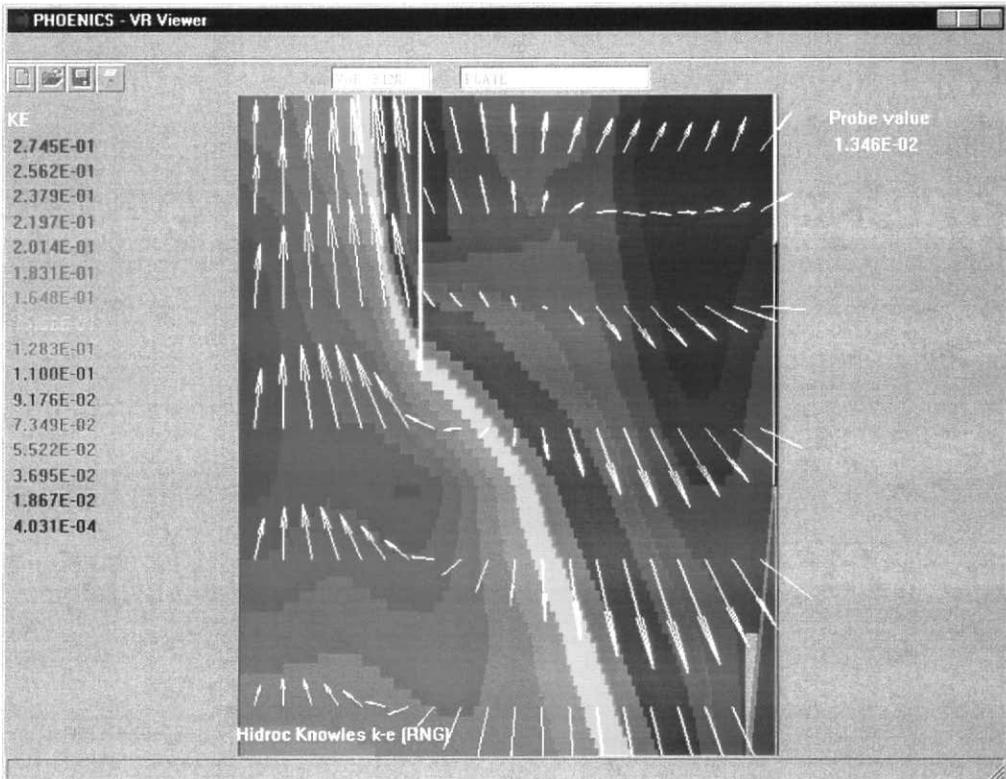 PHOENICS - VR Viewer
PLATE
KE
2.745E-01
2.562E-01
2.379E-01
2.197E-01
2.014E-01
1.831E-01
1.648E-01
1.283E-01
1.100E-01
9.176E-02
7.349E-02
5.522E-02
3.695E-02
1.867E-02
4.031E-04
Probe value
1.346E-02
Hidroc Knowles k-e (RNG)